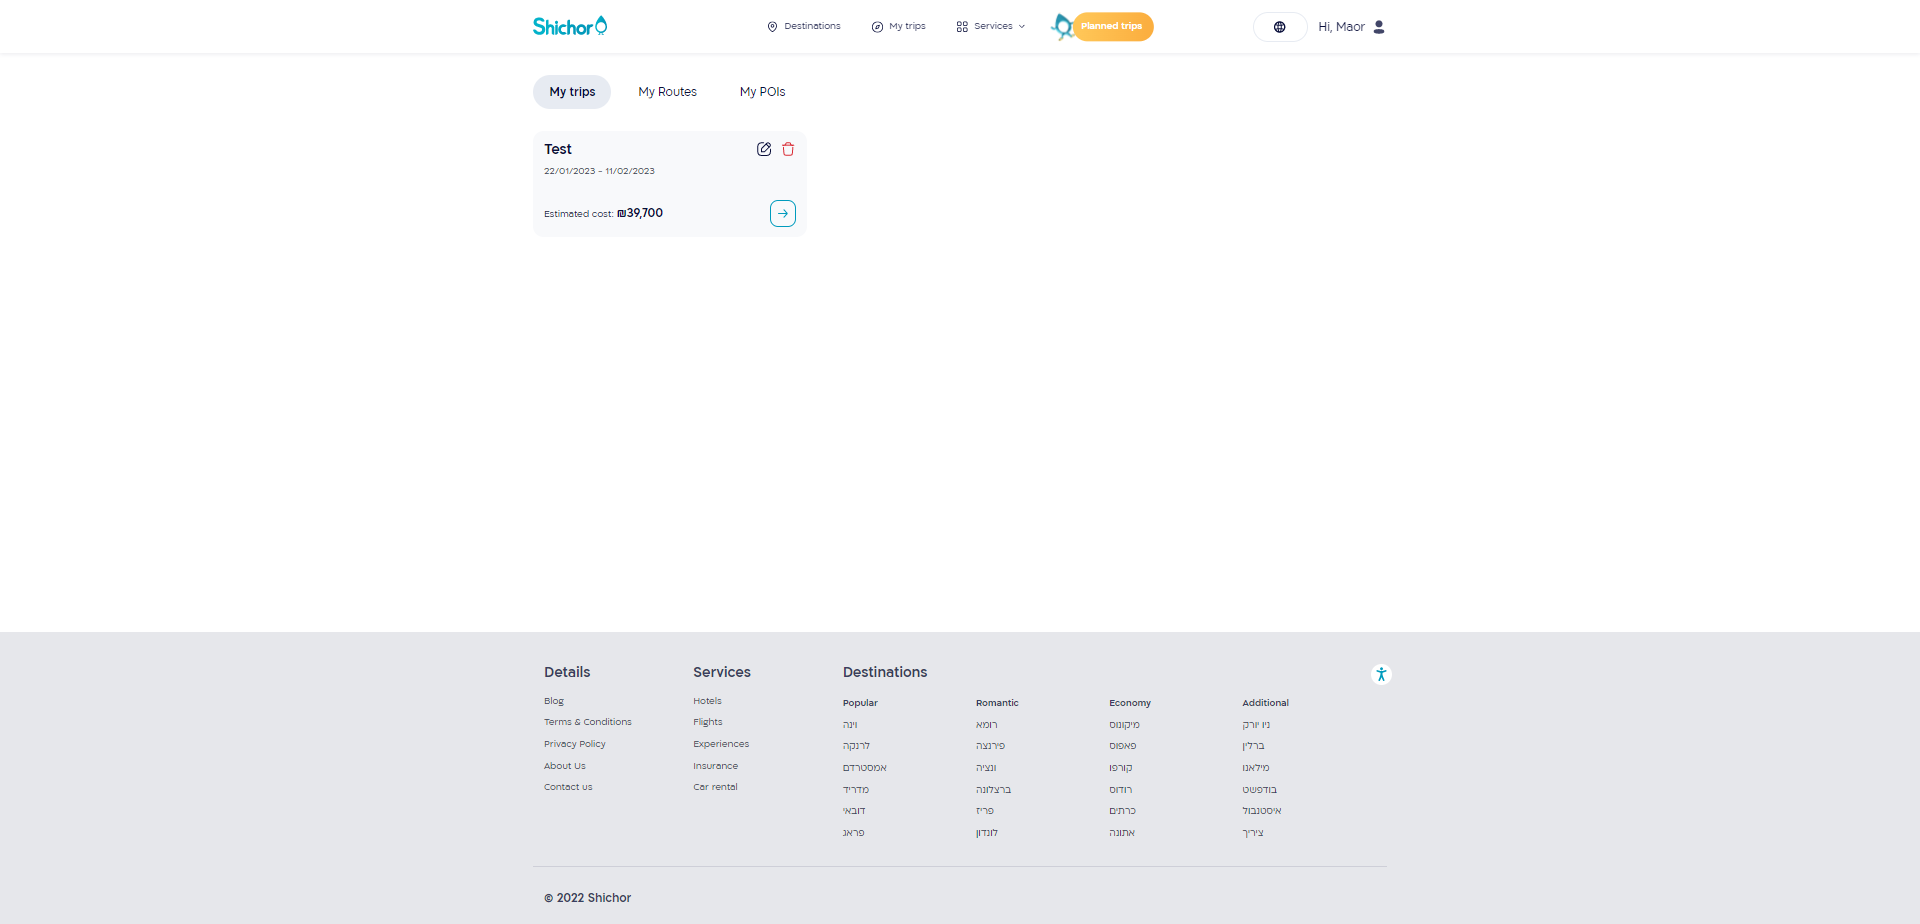 Shichor
Destinations
My trips
Services
Planned trips
Hi, Maor
My trips
My Routes
My POIs
Test
22/01/2023 - 11/02/2023
Estimated cost: ₪39,700
Details
Blog
Terms & Conditions
Privacy Policy
About Us
Contact us
Services
Hotels
Flights
Experiences
Insurance
Car rental
Destinations
Popular
וינה
לרנקה
אמסטרדם
מדריד
דובאי
פראג
Romantic
רומא
פירנצה
ונציה
ברצלונה
פריז
לונדון
Economy
מיקונוס
פאפוס
קורפו
רודוס
כרתים
אתונה
Additional
ניו יורק
ברלין
מילאנו
בודפשט
איסטנבול
ציריך
© 2022 Shichor